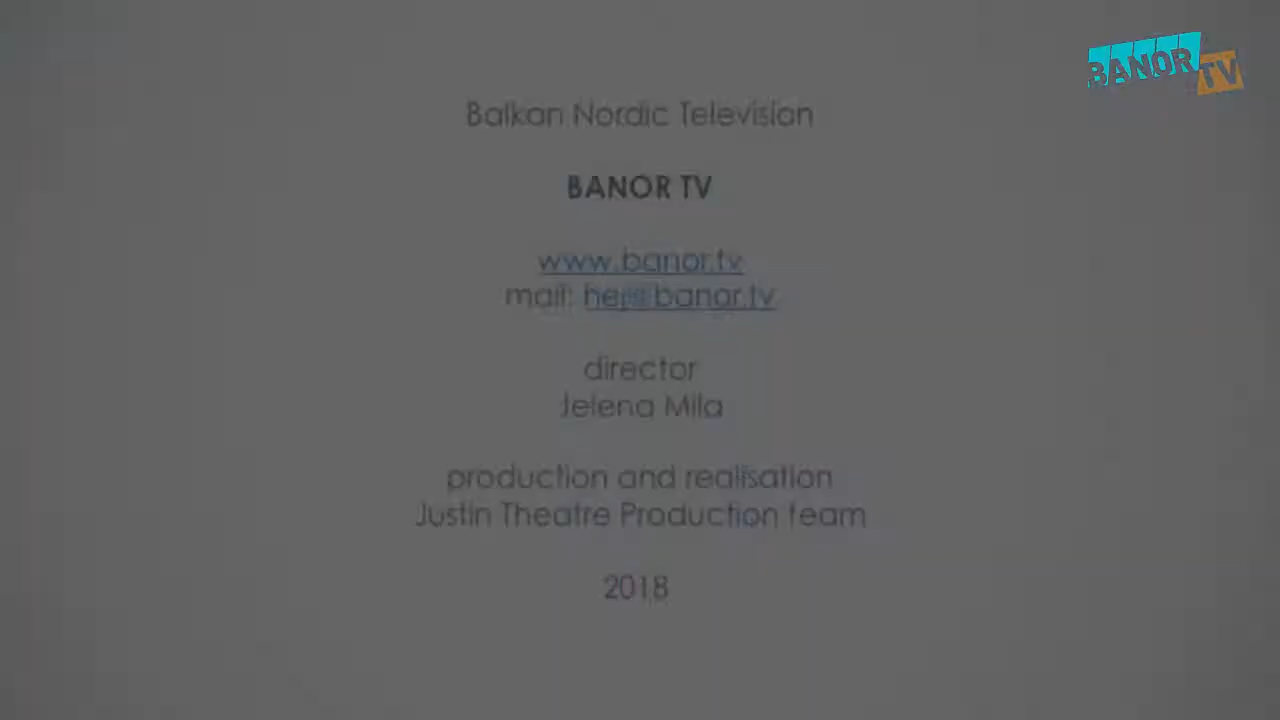 BANOR TV
Balkan Nordic Television
BANOR TV
www.banor.tv
mail: hej@banor.tv
director
Jelena Mila
production and realisation
Justin Theatre Production team
2018